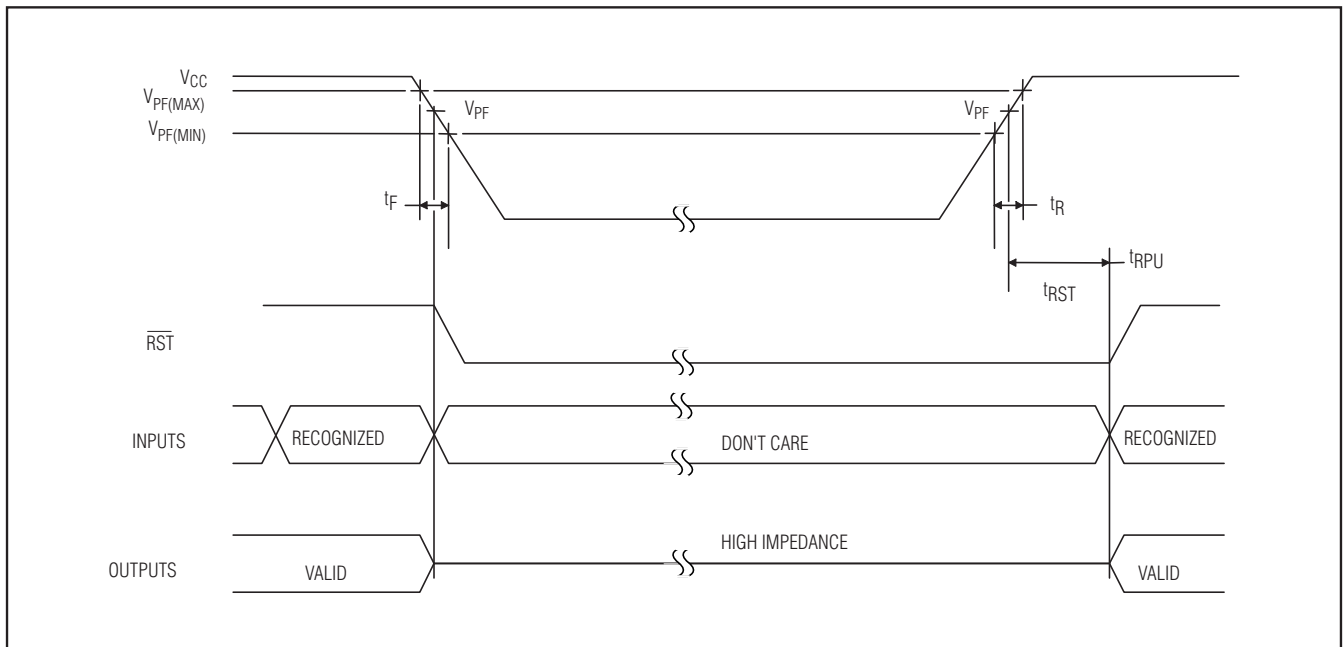 VCC
VPF(MAX)
VPF VPF
VPF(MIN)
tF tR
tRPU
tRST
RST
INPUTS RECOGNIZED DON'T CARE RECOGNIZED
HIGH IMPEDANCE
OUTPUTS VALID VALID